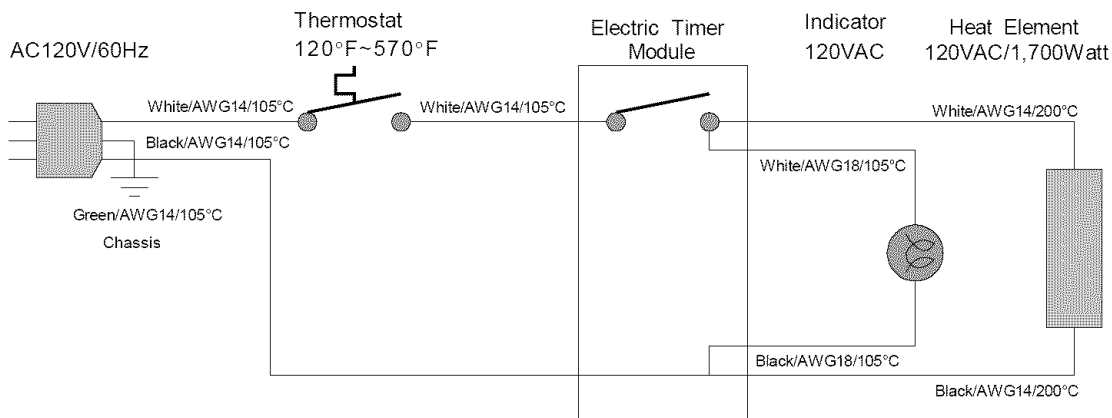 AC120V/60Hz
Thermostat
120°F~570°F
Electric Timer
Module
Indicator
120VAC
Heat Element
120VAC/1,700Watt
White/AWG14/105°C
White/AWG14/105°C
White/AWG14/200°C
Black/AWG14/105°C
White/AWG18/105°C
Green/AWG14/105°C
Chassis
Black/AWG18/105°C
Black/AWG14/200°C